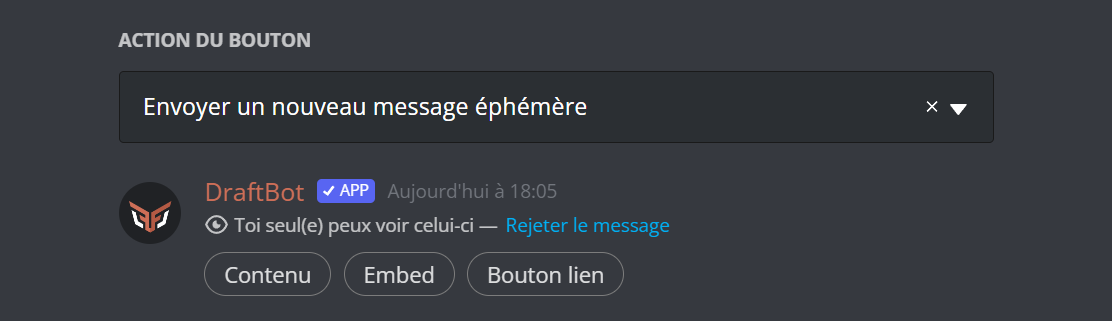 ACTION DU BOUTON
Envoyer un nouveau message éphémère
DraftBot ✓ APP Aujourd'hui à 18:05
Toi seul(e) peux voir celui-ci — Rejeter le message
Contenu Embed Bouton lien